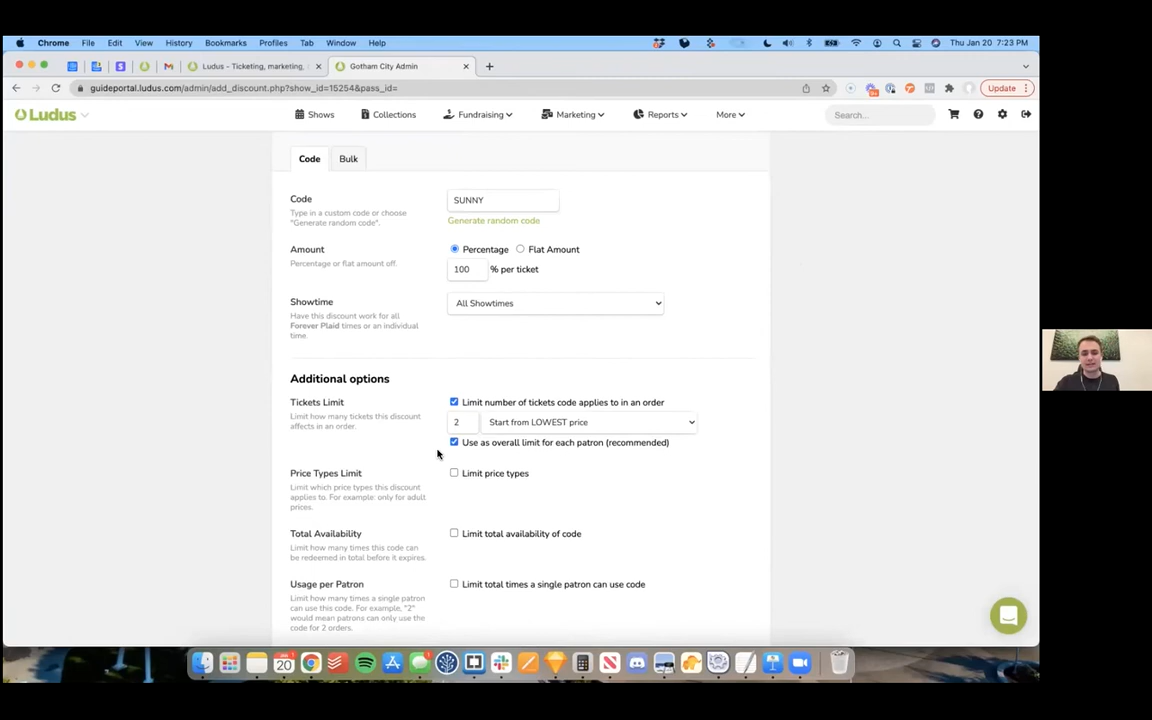 Chrome File Edit View History Bookmarks Profiles Tab Window Help Thu Jan 20 7:23 PM
Ludus - Ticketing, marketing, Gotham City Admin
guideportal.ludus.com/admin/add_discount.php?show_id=15254&pass_id= Update
Ludus Shows Collections Fundraising Marketing Reports More Search...
Code Bulk
Code SUNNY
Type in a custom code or choose
"Generate random code".
Generate random code
Amount Percentage Flat Amount
Percentage or flat amount off.
100 % per ticket
Showtime All Showtimes
Have this discount work for all
Forever Plaid times or an individual
time.
Additional options
Tickets Limit Limit number of tickets code applies to in an order
Limit how many tickets this discount
affects in an order.
2 Start from LOWEST price
Use as overall limit for each patron (recommended)
Price Types Limit Limit price types
Limit which price types this discount
applies to. For example: only for adult
prices.
Total Availability Limit total availability of code
Limit how many times this code can
be redeemed in total before it expires.
Usage per Patron Limit total times a single patron can use code
Limit how many times a single patron
can use this code. For example, "2"
would mean patrons can only use the
code for 2 orders.
20